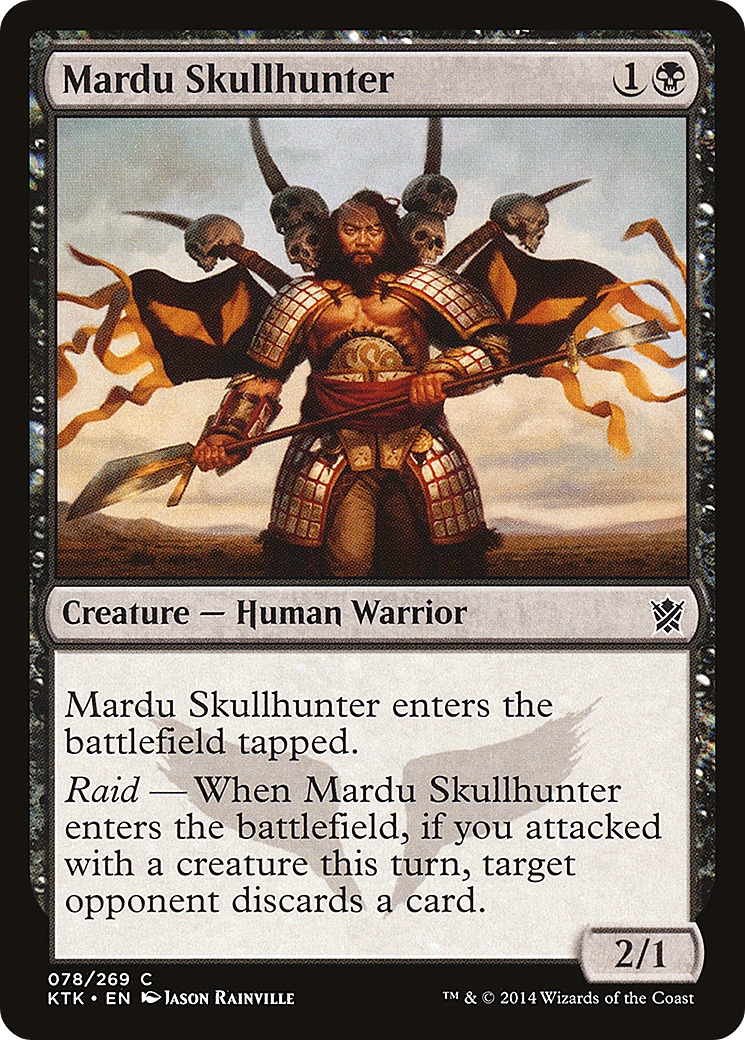 Mardu Skullhunter 1
Creature — Human Warrior
Mardu Skullhunter enters the
battlefield tapped.
Raid — When Mardu Skullhunter
enters the battlefield, if you attacked
with a creature this turn, target
opponent discards a card.
2/1
078/269 C
KTK • EN Jason Rainville
™ & © 2014 Wizards of the Coast